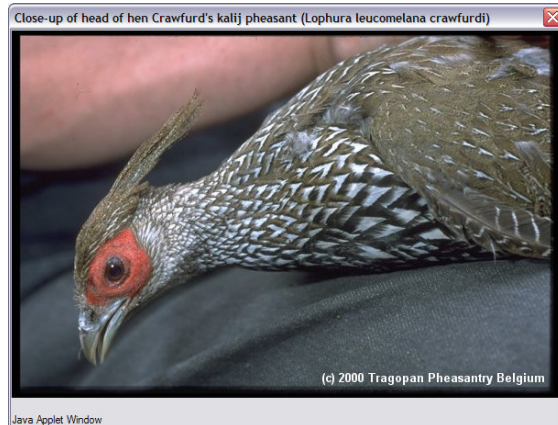 Close-up of head of hen Crawfurd's kalij pheasant (Lophura leucomelana crawfurdi)
(c) 2000 Tragopan Pheasantry Belgium
Java Applet Window